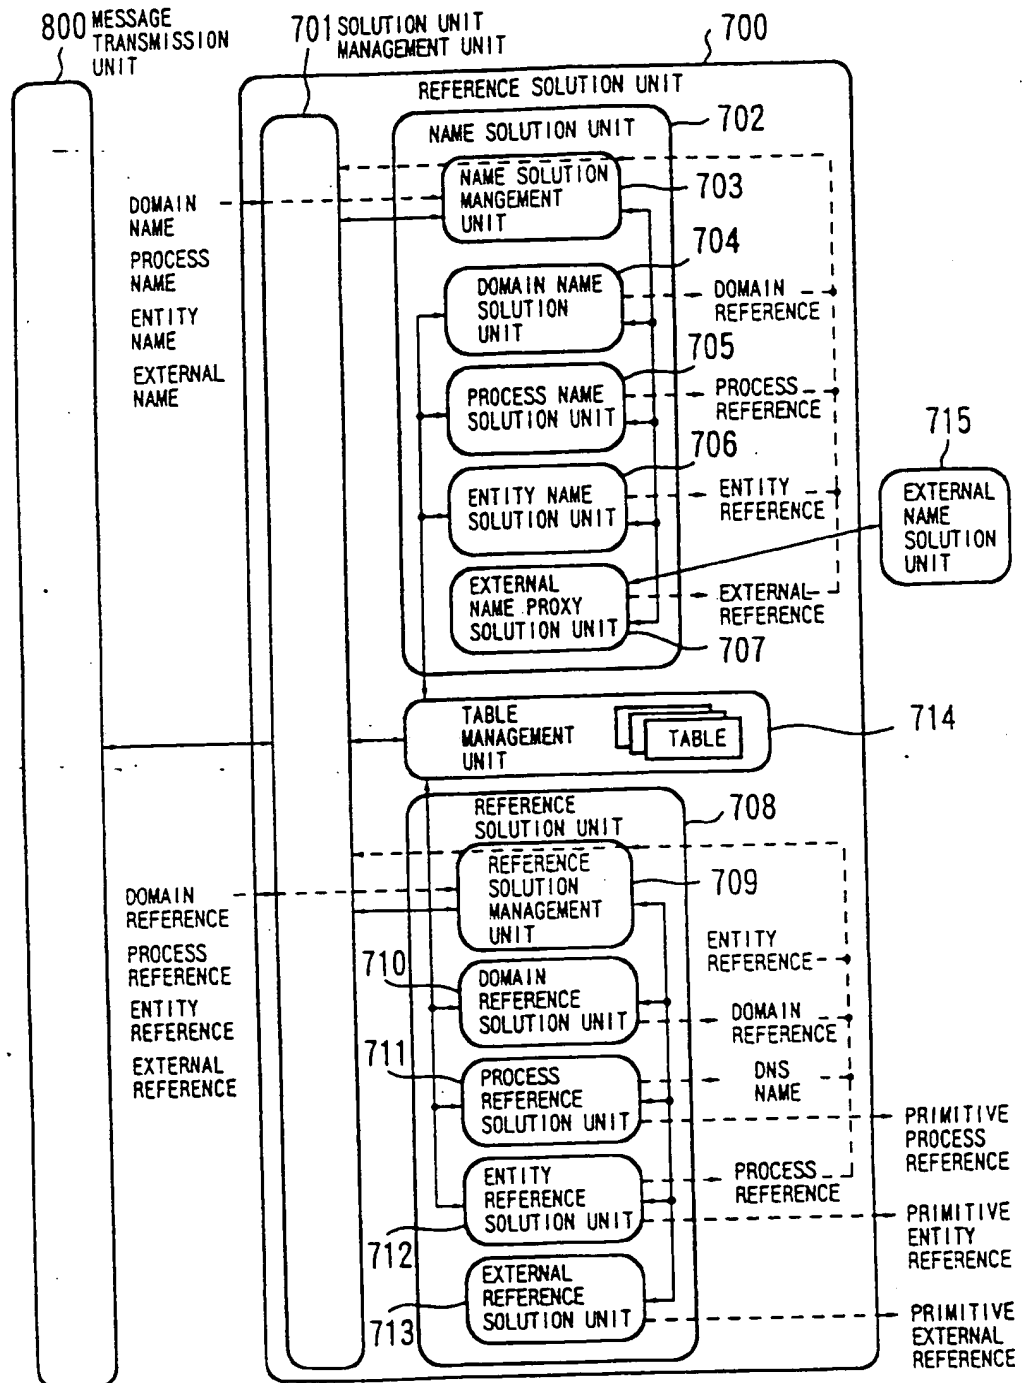 800 MESSAGE
TRANSMISSION
UNIT
701 SOLUTION UNIT
MANAGEMENT UNIT
700
REFERENCE SOLUTION UNIT
NAME SOLUTION UNIT
702
NAME SOLUTION
MANGEMENT
UNIT
703
DOMAIN
NAME
PROCESS
NAME
ENTITY
NAME
EXTERNAL
NAME
704
DOMAIN NAME
SOLUTION
UNIT
DOMAIN
REFERENCE
705
PROCESS NAME
SOLUTION UNIT
PROCESS
REFERENCE
706
ENTITY NAME
SOLUTION UNIT
ENTITY
REFERENCE
715
EXTERNAL
NAME
SOLUTION
UNIT
EXTERNAL
NAME PROXY
SOLUTION UNIT
EXTERNAL
REFERENCE
707
TABLE
MANAGEMENT
UNIT
TABLE
714
REFERENCE
SOLUTION UNIT
708
REFERENCE
SOLUTION
MANAGEMENT
UNIT
709
DOMAIN
REFERENCE
PROCESS
REFERENCE
ENTITY
REFERENCE
EXTERNAL
REFERENCE
ENTITY
REFERENCE
710
DOMAIN
REFERENCE
SOLUTION UNIT
DOMAIN
REFERENCE
711
PROCESS
REFERENCE
SOLUTION UNIT
DNS
NAME
PRIMITIVE
PROCESS
REFERENCE
ENTITY
REFERENCE
SOLUTION UNIT
712
PROCESS
REFERENCE
PRIMITIVE
ENTITY
REFERENCE
EXTERNAL
REFERENCE
SOLUTION UNIT
713
PRIMITIVE
EXTERNAL
REFERENCE